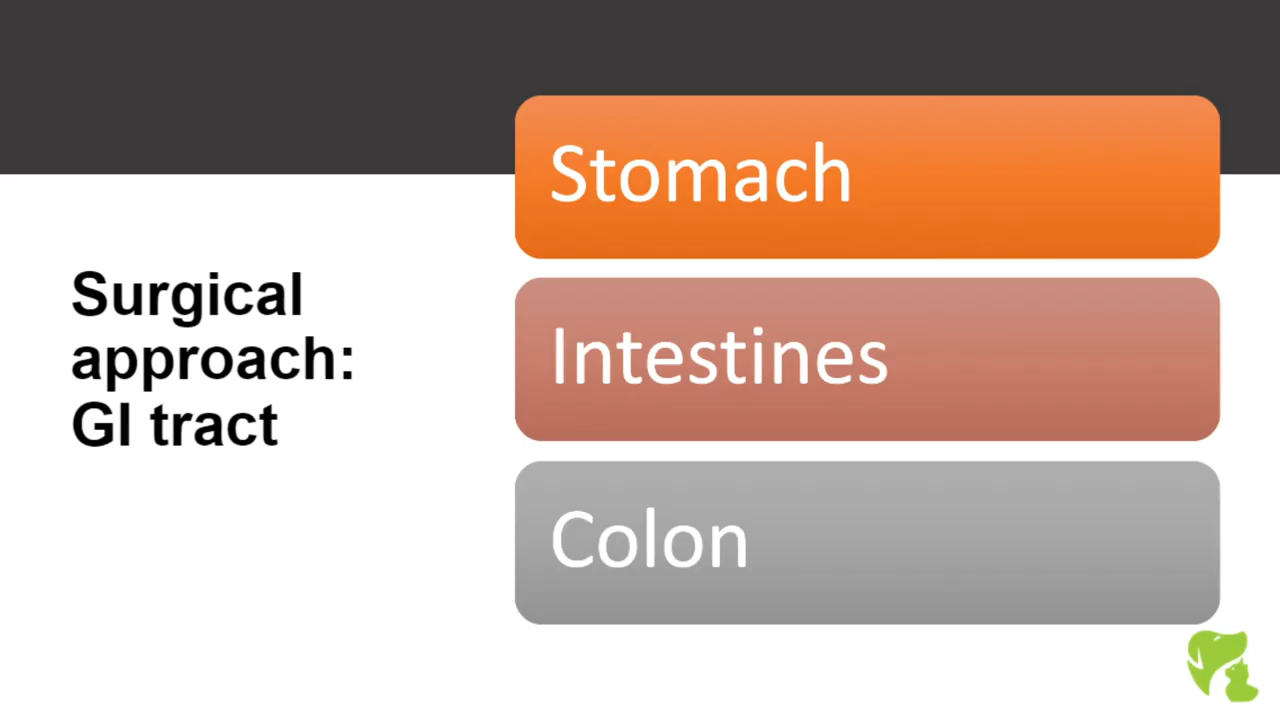 Surgical
approach:
GI tract
Stomach
Intestines
Colon